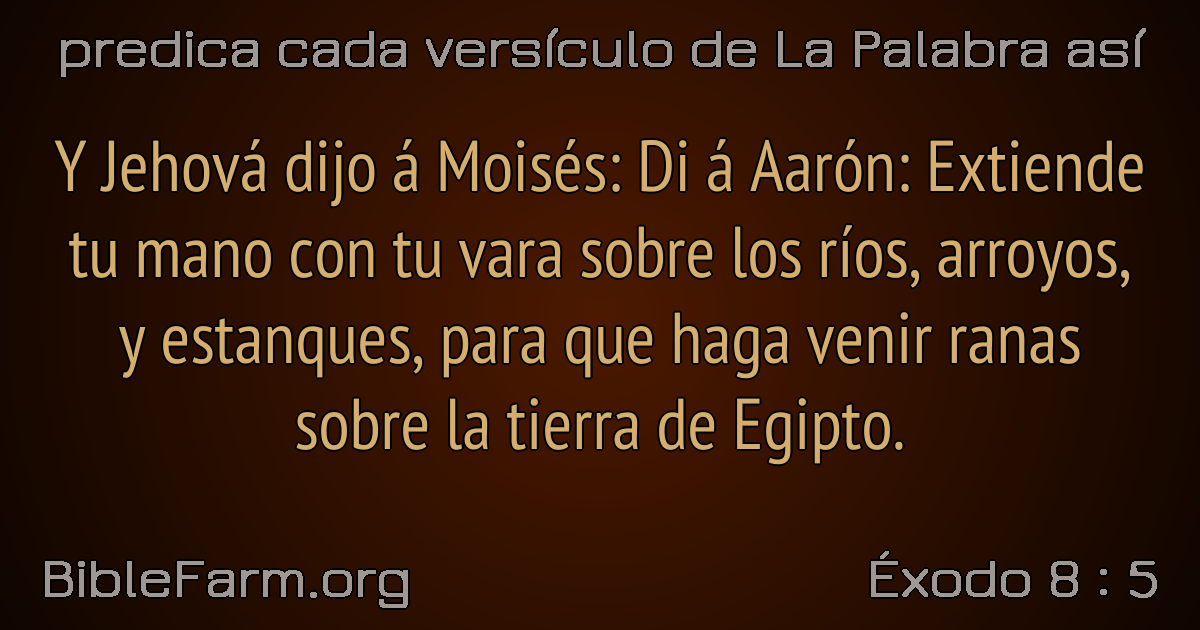 predica cada versículo de La Palabra así
Y Jehová dijo á Moisés: Di á Aarón: Extiende
tu mano con tu vara sobre los ríos, arroyos,
y estanques, para que haga venir ranas
sobre la tierra de Egipto.
BibleFarm.org
Éxodo 8 : 5